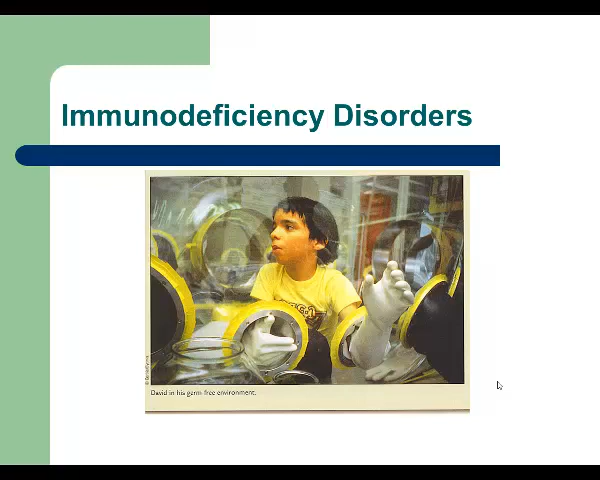 Immunodeficiency Disorders
David in his germ free environment.